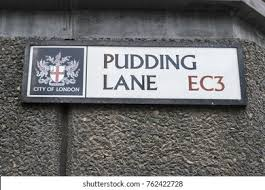 PUDDING
LANE EC3
CITY OF LONDON
shutterstock.com · 762422728